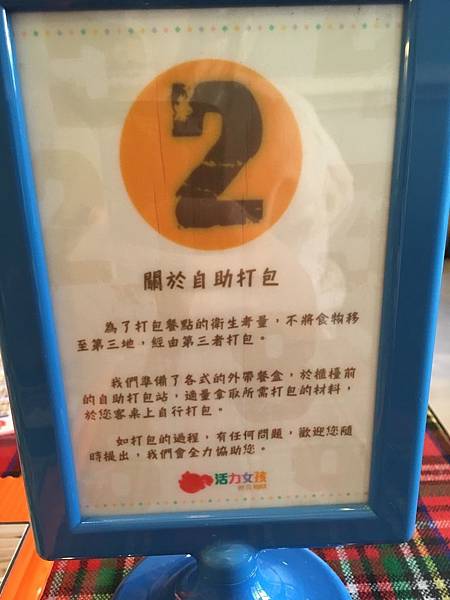 2
關於自助打包
為了打包餐點的衛生考量，不將食物移
至第三地，經由第三者打包。
我們準備了各式的外帶餐盒，於櫃檯前
的自助打包站，適量拿取所需打包的材料，
於您客桌上自行打包。
如打包的過程，有任何問題，歡迎您隨
時提出，我們會全力協助您。
活力女孩